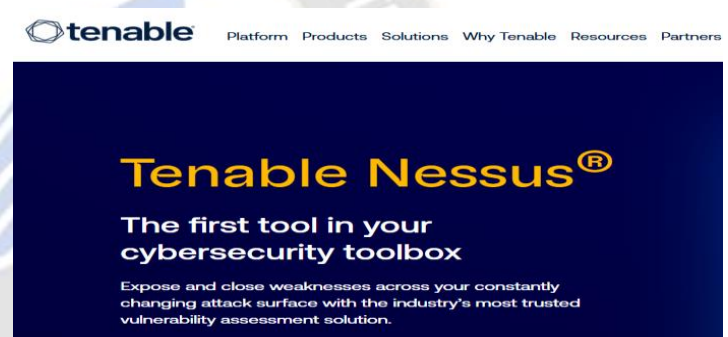 tenable
Platform Products Solutions Why Tenable Resources Partners
Tenable Nessus®
The first tool in your
cybersecurity toolbox
Expose and close weaknesses across your constantly
changing attack surface with the industry's most trusted
vulnerability assessment solution.